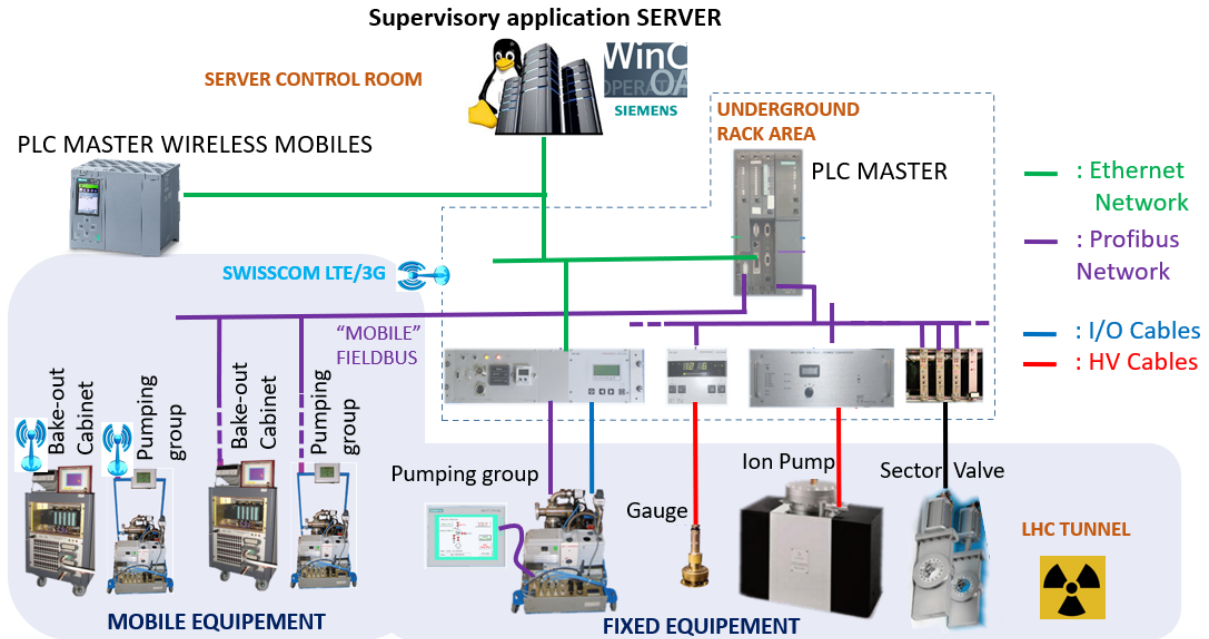 Supervisory application SERVER
SERVER CONTROL ROOM
WinC
OA
OPERAT
SIEMENS
UNDERGROUND
RACK AREA
PLC MASTER WIRELESS MOBILES
PLC MASTER
: Ethernet
Network
: Profibus
Network
: I/O Cables
: HV Cables
SWISSCOM LTE/3G
“MOBILE”
FIELDBUS
Bake-out
Cabinet
Pumping
group
Bake-out
Cabinet
Pumping
group
Pumping group
Gauge
Ion Pump
Sector Valve
LHC TUNNEL
MOBILE EQUIPEMENT
FIXED EQUIPEMENT